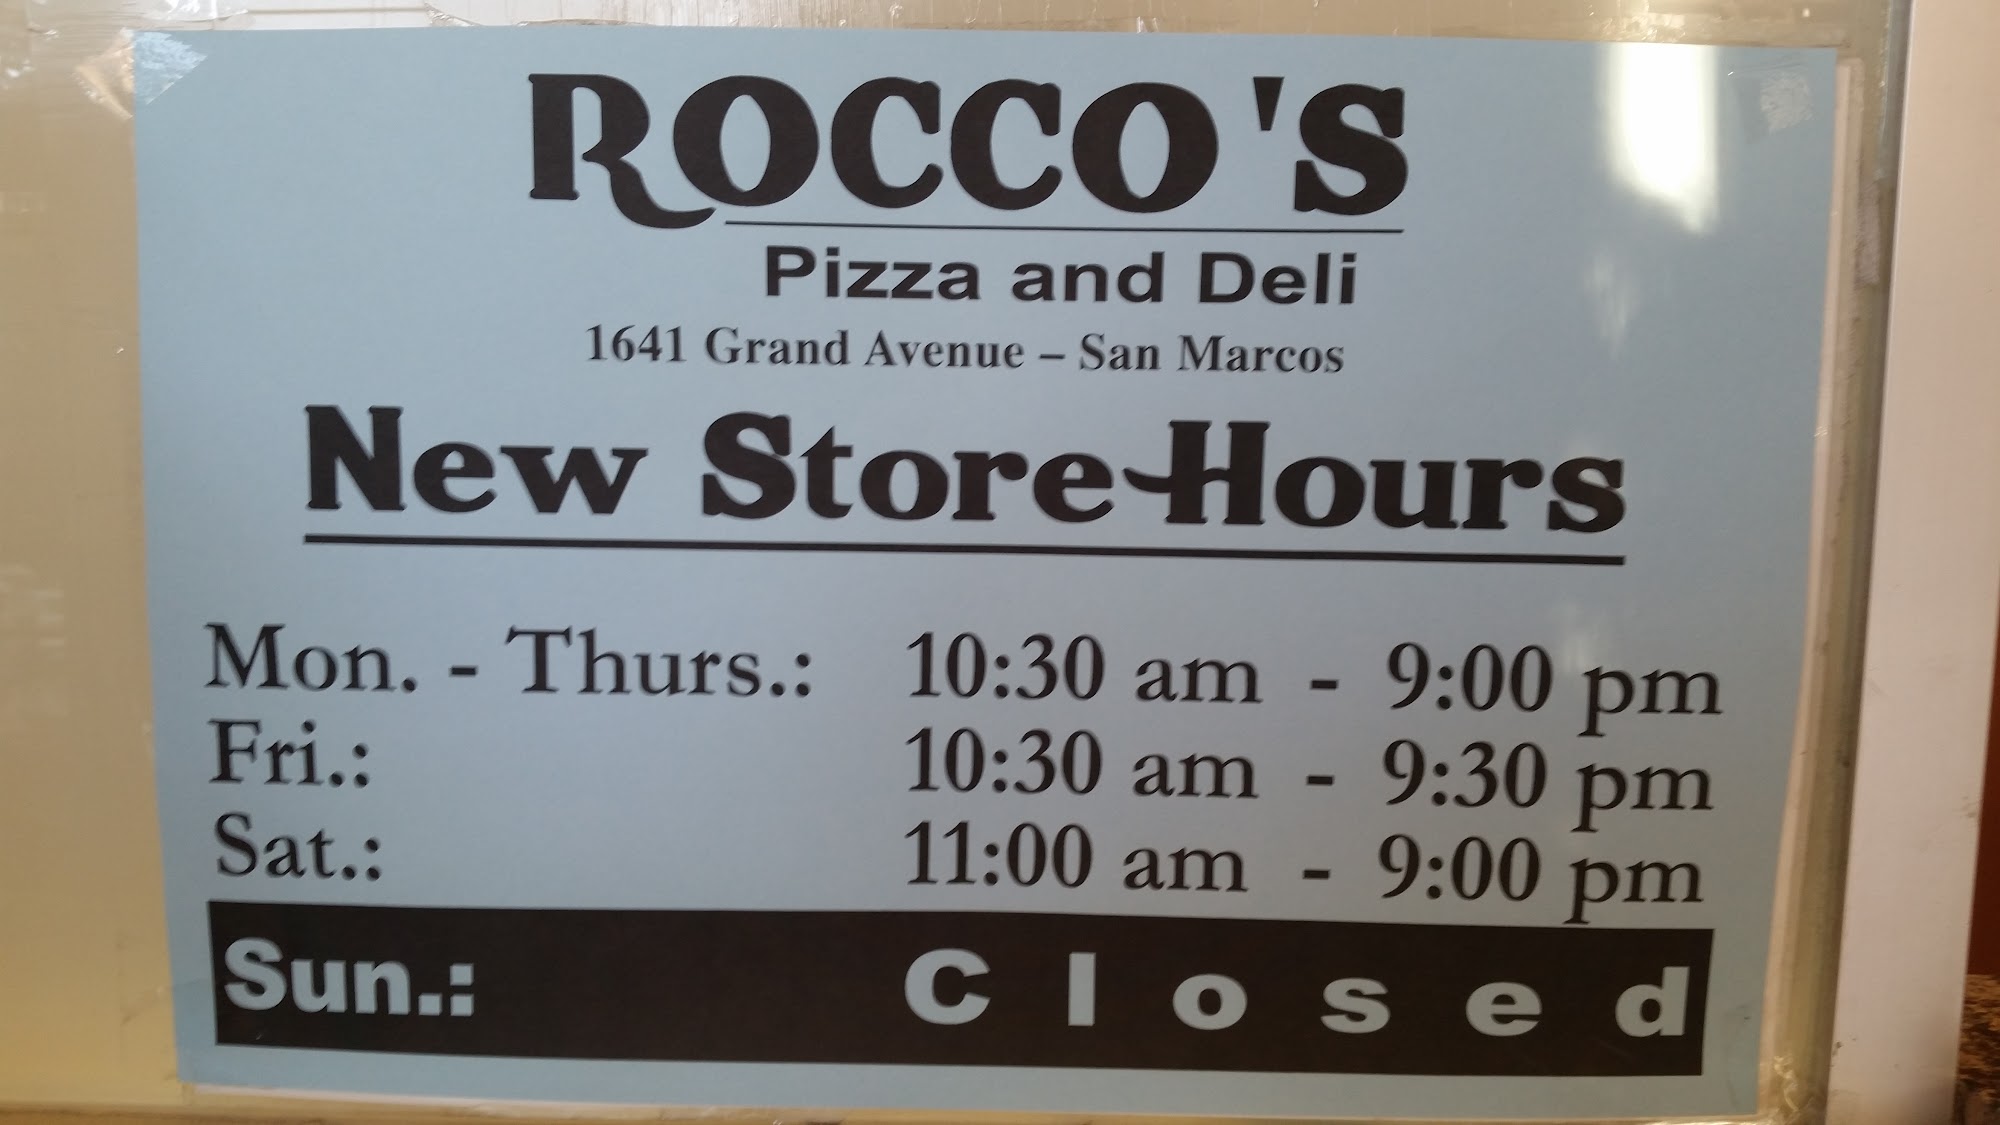 ROCCO'S
Pizza and Deli
1641 Grand Avenue – San Marcos
New Store Hours
Mon. - Thurs.: 10:30 am - 9:00 pm
Fri.: 10:30 am - 9:30 pm
Sat.: 11:00 am - 9:00 pm
Sun.: Closed